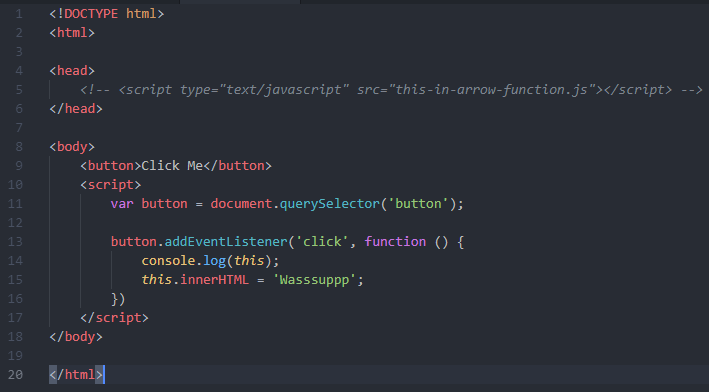 1 <!DOCTYPE html>
2 <html>
3
4 <head>
5     <!-- <script type="text/javascript" src="this-in-arrow-function.js"></script> -->
6 </head>
7
8 <body>
9     <button>Click Me</button>
10     <script>
11         var button = document.querySelector('button');
12
13         button.addEventListener('click', function () {
14             console.log(this);
15             this.innerHTML = 'Wasssuppp';
16         })
17     </script>
18 </body>
19
20 </html>